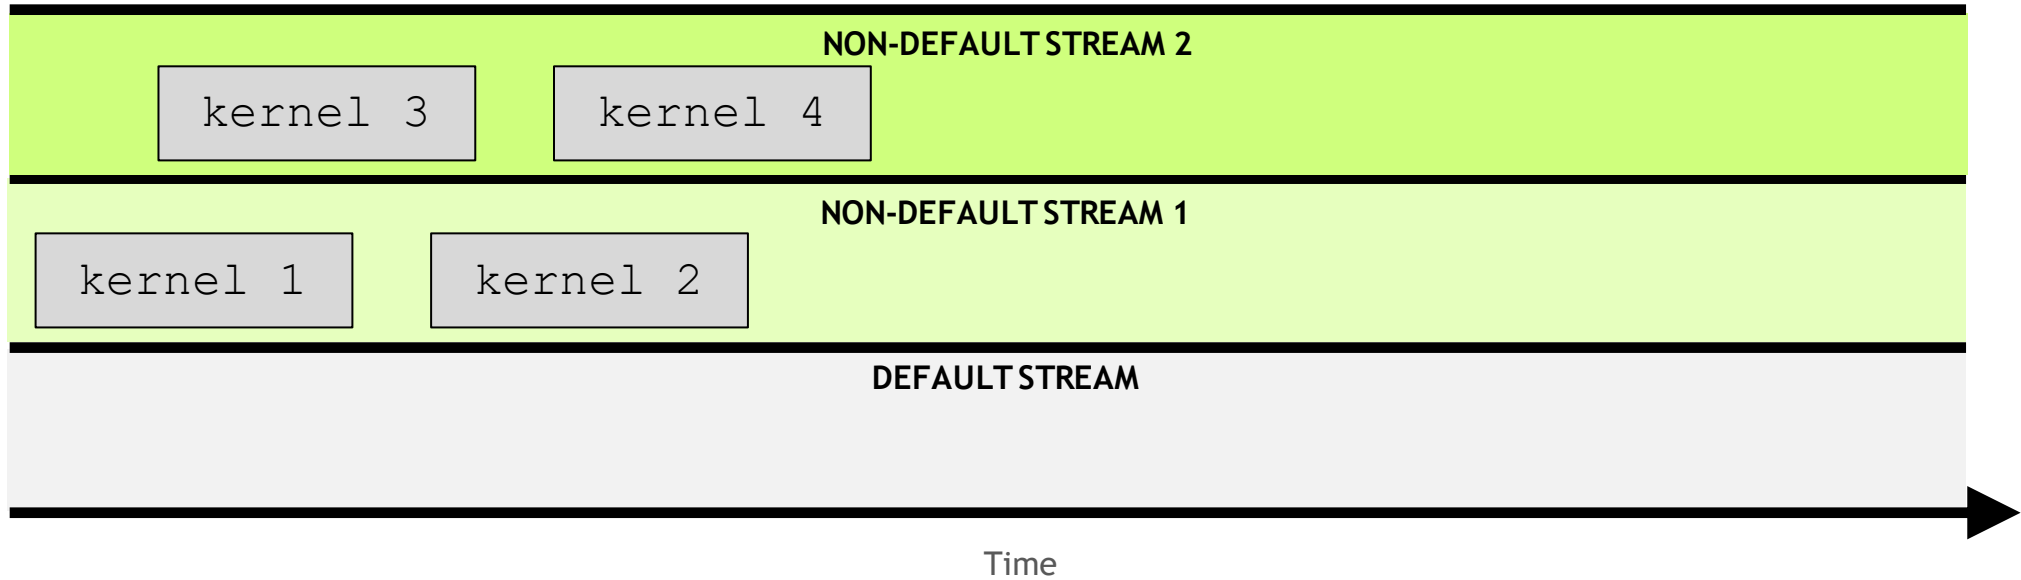 NON-DEFAULT STREAM 2
kernel 3
kernel 4
NON-DEFAULT STREAM 1
kernel 1
kernel 2
DEFAULT STREAM
Time